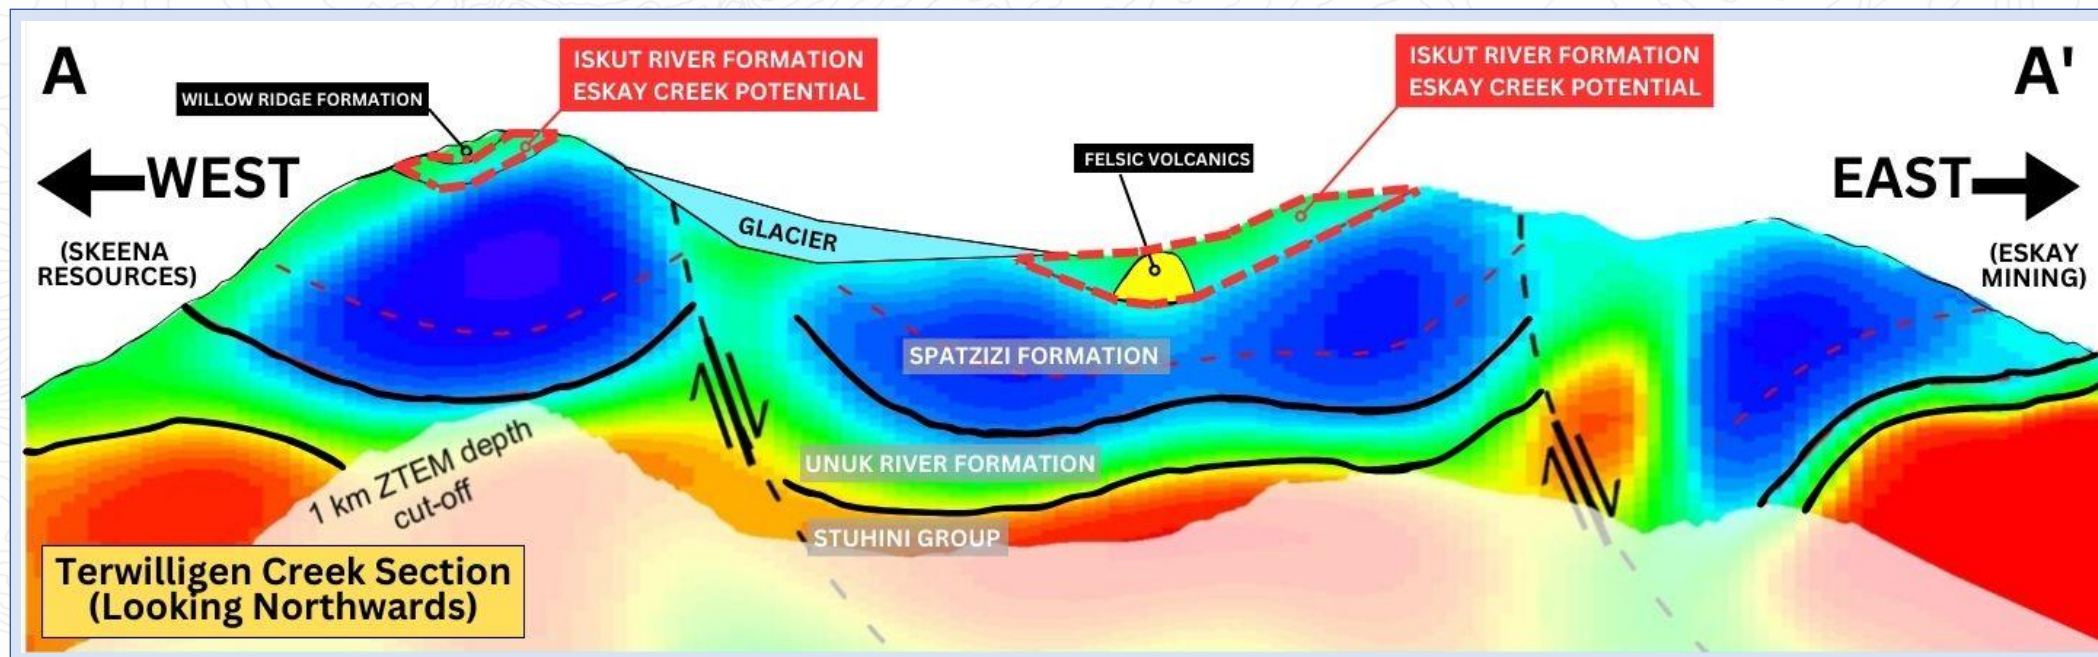 A
WILLOW RIDGE FORMATION
ISKUT RIVER FORMATION
ESKAY CREEK POTENTIAL
ISKUT RIVER FORMATION
ESKAY CREEK POTENTIAL
A'
WEST
(SKEENA
RESOURCES)
GLACIER
FELSIC VOLCANICS
EAST
(ESKAY
MINING)
SPATZIZI FORMATION
UNUK RIVER FORMATION
STUHINI GROUP
1 km ZTEM depth
cut-off
Terwilligen Creek Section
(Looking Northwards)